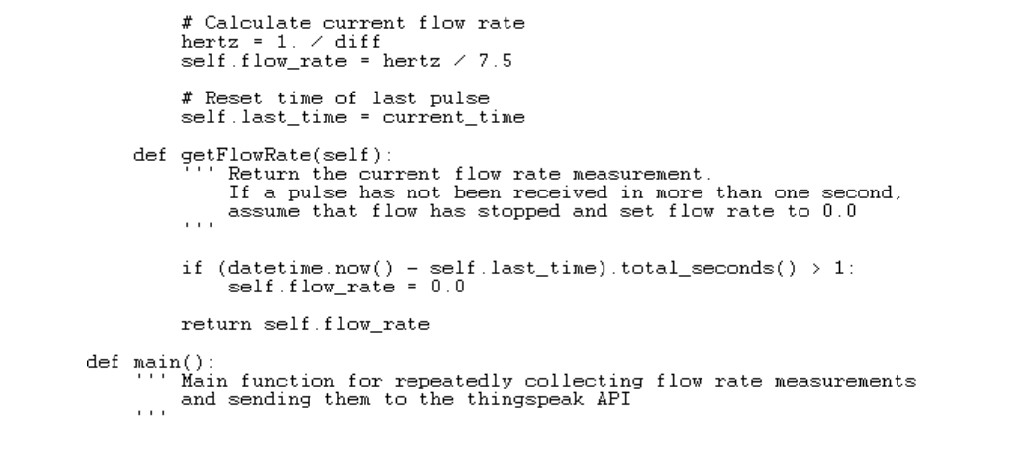 # Calculate current flow rate
hertz = 1. / diff
self.flow_rate = hertz / 7.5
# Reset time of last pulse
self.last_time = current_time
def getFlowRate(self):
''' Return the current flow rate measurement.
If a pulse has not been received in more than one second,
assume that flow has stopped and set flow rate to 0.0
'''
if (datetime.now() - self.last_time).total_seconds() > 1:
self.flow_rate = 0.0
return self.flow_rate
def main():
''' Main function for repeatedly collecting flow rate measurements
and sending them to the thingspeak API
'''